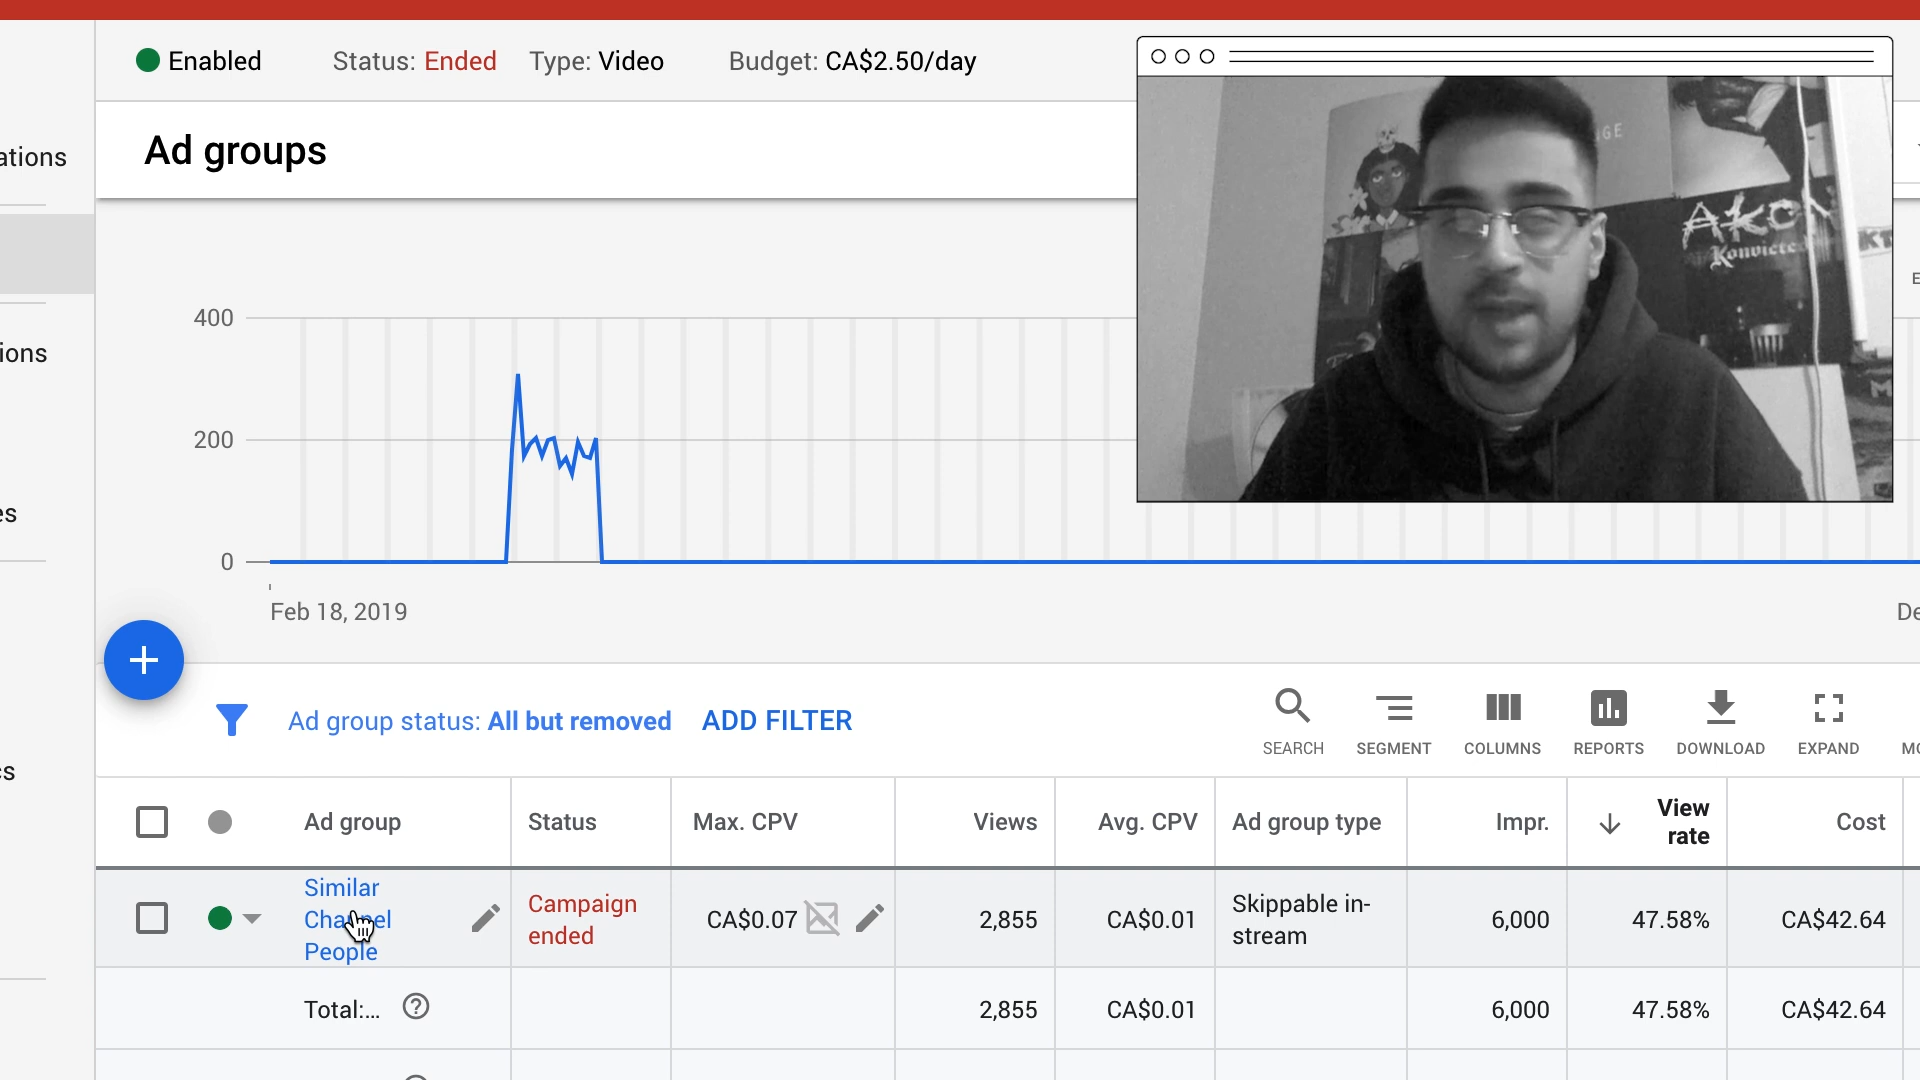 Enabled Status: Ended Type: Video Budget: CA$2.50/day
Ad groups
ations
ions
es
cs
400
200
0
Feb 18, 2019
De
AKON
Konvicted
Ad group status: All but removed ADD FILTER
SEARCH SEGMENT COLUMNS REPORTS DOWNLOAD EXPAND MO
Ad group Status Max. CPV Views Avg. CPV Ad group type Impr. View rate Cost
Similar
Channel
People
Campaign
ended
CA$0.07 2,855 CA$0.01
Skippable in-
stream
6,000 47.58% CA$42.64
Total:... 2,855 CA$0.01 6,000 47.58% CA$42.64